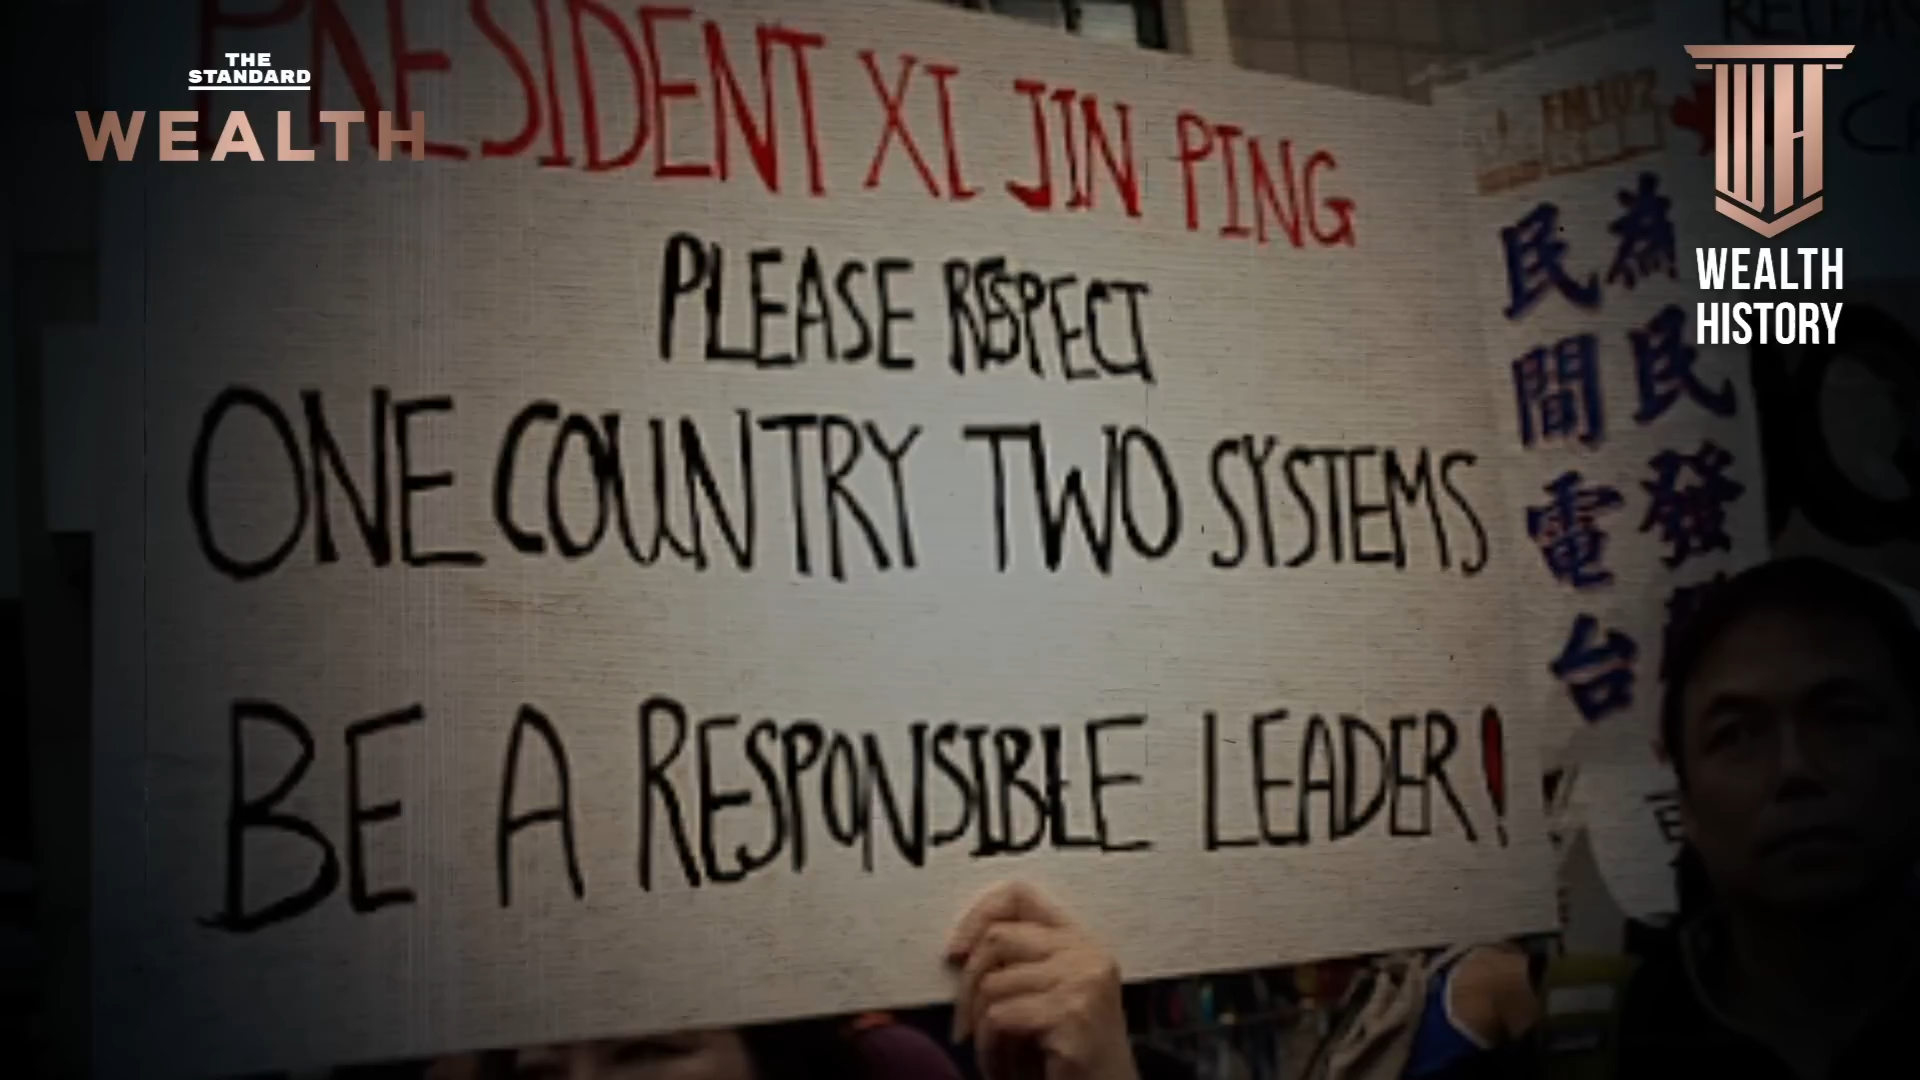 THE
STANDARD
WEALTH
PRESIDENT XI JIN PING
PLEASE RESPECT
ONE COUNTRY TWO SYSTEMS
BE A RESPONSIBLE LEADER!
為民發
民間電台
WEALTH
HISTORY